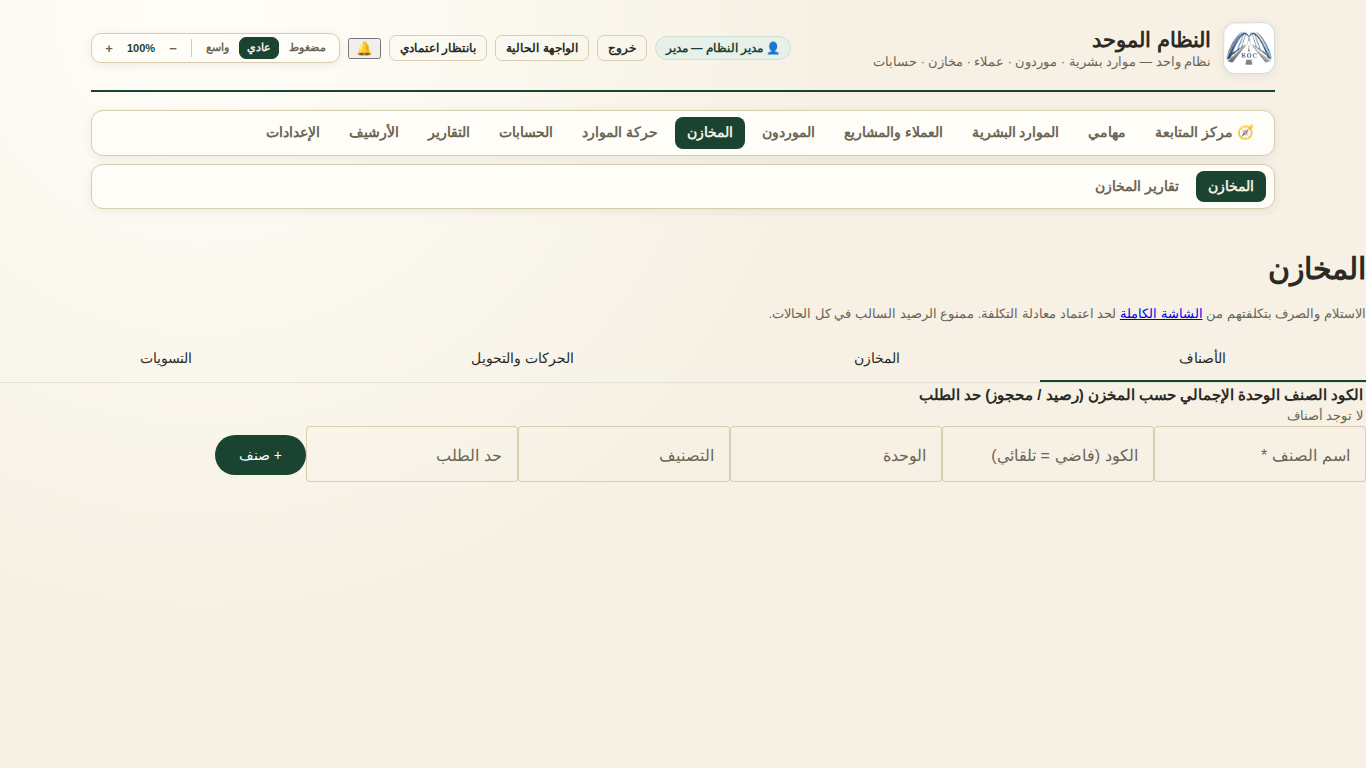 النظام الموحد
نظام واحد — موارد بشرية · موردون · عملاء · مخازن · حسابات
ROC
👤 مدير النظام — مدير
خروج
الواجهة الحالية
بانتظار اعتمادي
🔔
مضغوط عادي واسع
− 100% +
🧭 مركز المتابعة مهامي الموارد البشرية العملاء والمشاريع الموردون المخازن حركة الموارد الحسابات التقارير الأرشيف الإعدادات
المخازن تقارير المخازن
المخازن
الاستلام والصرف بتكلفتهم من الشاشة الكاملة لحد اعتماد معادلة التكلفة. ممنوع الرصيد السالب في كل الحالات.
الأصناف المخازن الحركات والتحويل التسويات
الكود الصنف الوحدة الإجمالي حسب المخزن (رصيد / محجوز) حد الطلب
لا توجد أصناف
اسم الصنف * الكود (فاضي = تلقائي) الوحدة التصنيف حد الطلب + صنف